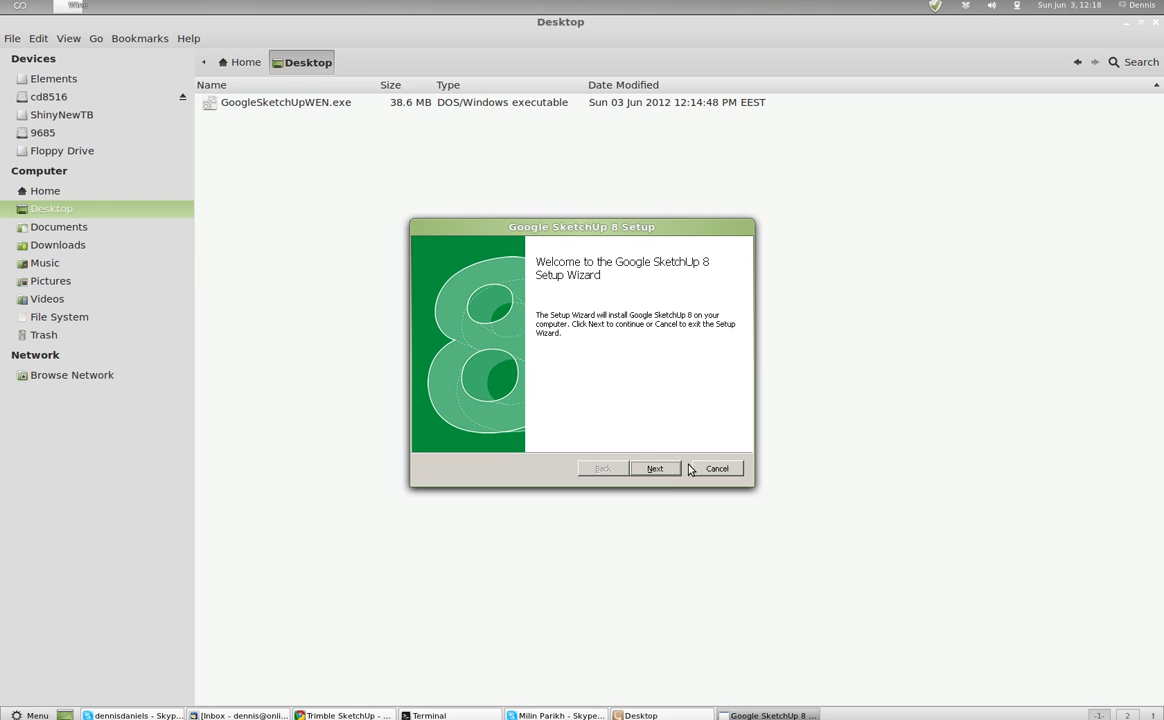 Wine
Sun Jun 3, 12:18
Dennis
Desktop
File Edit View Go Bookmarks Help
Devices
Elements
cd8516
ShinyNewTB
9685
Floppy Drive
Computer
Home
Desktop
Documents
Downloads
Music
Pictures
Videos
File System
Trash
Network
Browse Network
Home Desktop Search
Name Size Type Date Modified
GoogleSketchUpWEN.exe 38.6 MB DOS/Windows executable Sun 03 Jun 2012 12:14:48 PM EEST
Google SketchUp 8 Setup
Welcome to the Google SketchUp 8
Setup Wizard
The Setup Wizard will install Google SketchUp 8 on your
computer. Click Next to continue or Cancel to exit the Setup
Wizard.
Back Next Cancel
Menu dennisdaniels - Skyp... [Inbox - dennis@onli... Trimble SketchUp - ... Terminal Milin Parikh - Skype... Desktop Google SketchUp 8 ... -1- 2